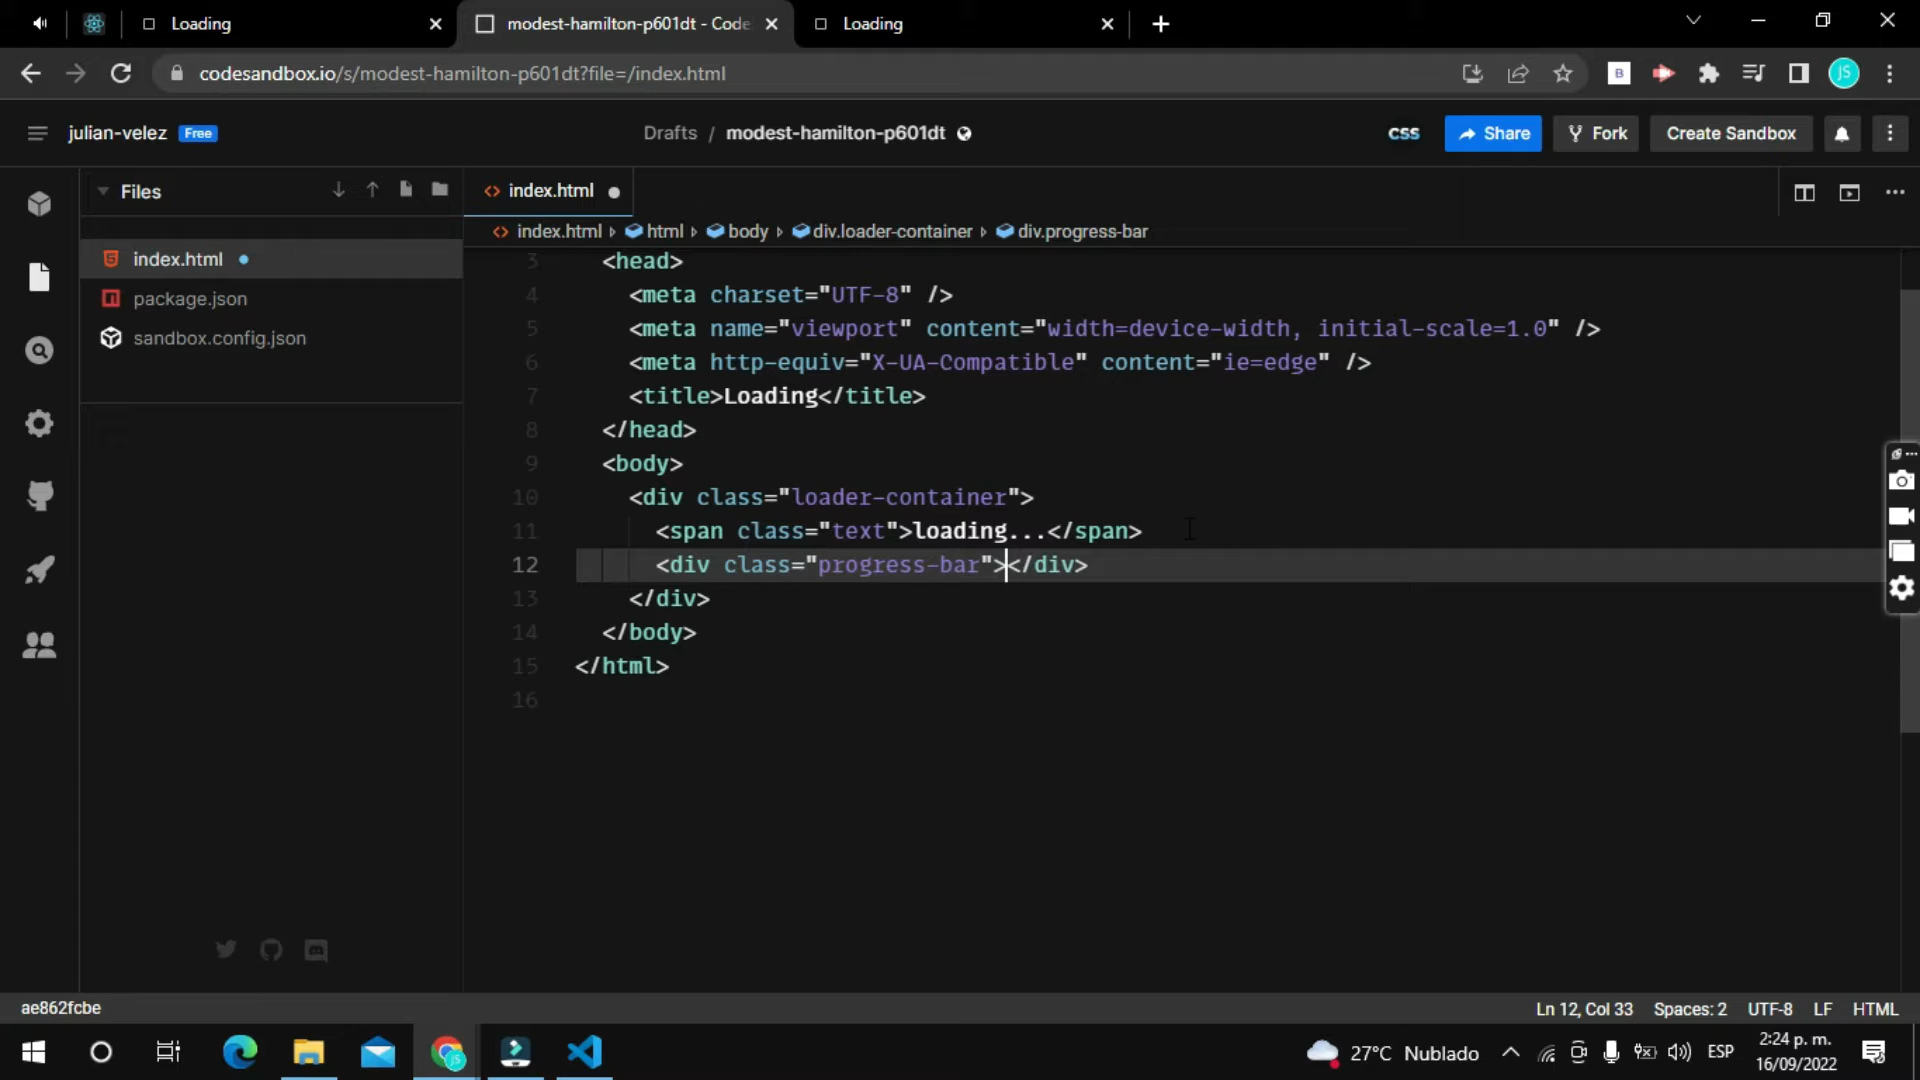 Loading
modest-hamilton-p601dt - Code
Loading
codesandbox.io/s/modest-hamilton-p601dt?file=/index.html
B
JS
julian-velez Free
Drafts / modest-hamilton-p601dt
CSS
Share
Fork
Create Sandbox
Files
index.html
index.html
package.json
sandbox.config.json
index.html html body div.loader-container div.progress-bar
3 <head>
4 <meta charset="UTF-8" />
5 <meta name="viewport" content="width=device-width, initial-scale=1.0" />
6 <meta http-equiv="X-UA-Compatible" content="ie=edge" />
7 <title>Loading</title>
8 </head>
9 <body>
10 <div class="loader-container">
11 <span class="text">loading...</span>
12 <div class="progress-bar"></div>
13 </div>
14 </body>
15 </html>
16
ae862fcbe
Ln 12, Col 33 Spaces: 2 UTF-8 LF HTML
27°C Nublado
ESP
2:24 p. m.
16/09/2022